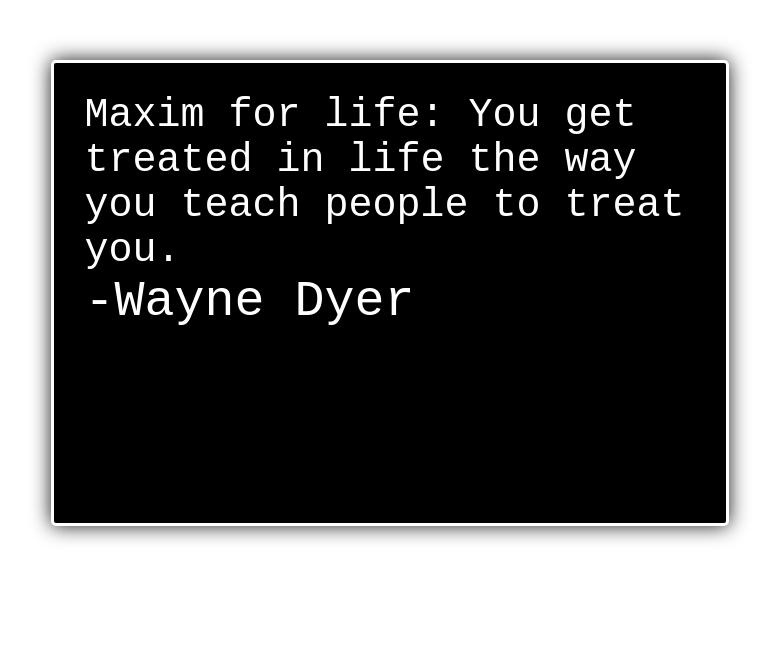 Maxim for life: You get
treated in life the way
you teach people to treat
you.
-Wayne Dyer